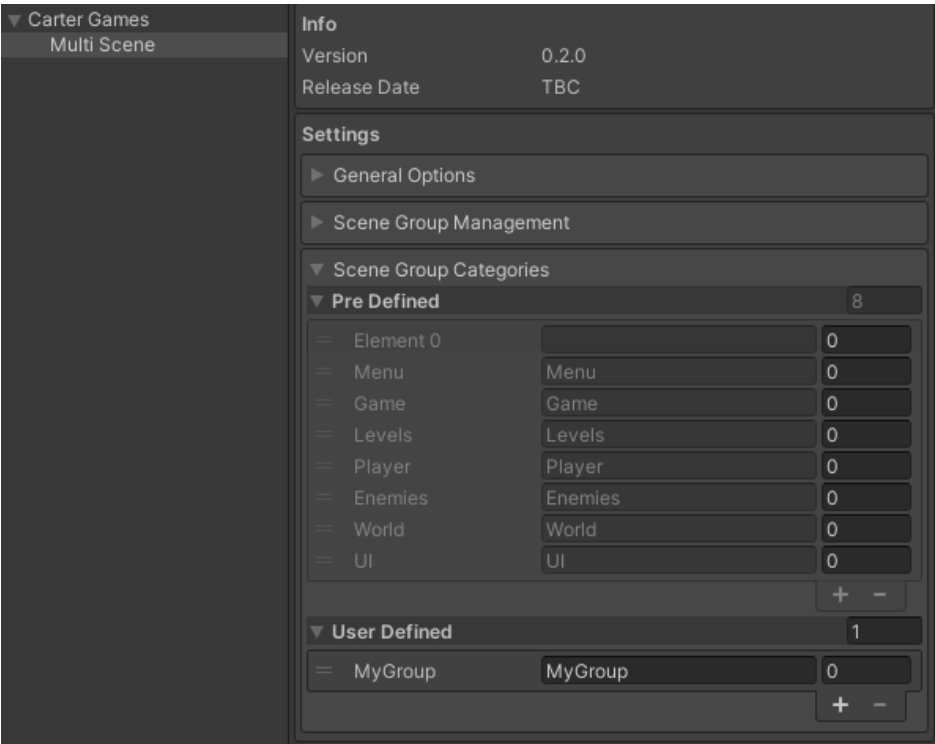 Carter Games
Multi Scene
Info
Version 0.2.0
Release Date TBC
Settings
General Options
Scene Group Management
Scene Group Categories
Pre Defined 8
Element 0 0
Menu Menu 0
Game Game 0
Levels Levels 0
Player Player 0
Enemies Enemies 0
World World 0
UI UI 0
+ −
User Defined 1
MyGroup MyGroup 0
+ −